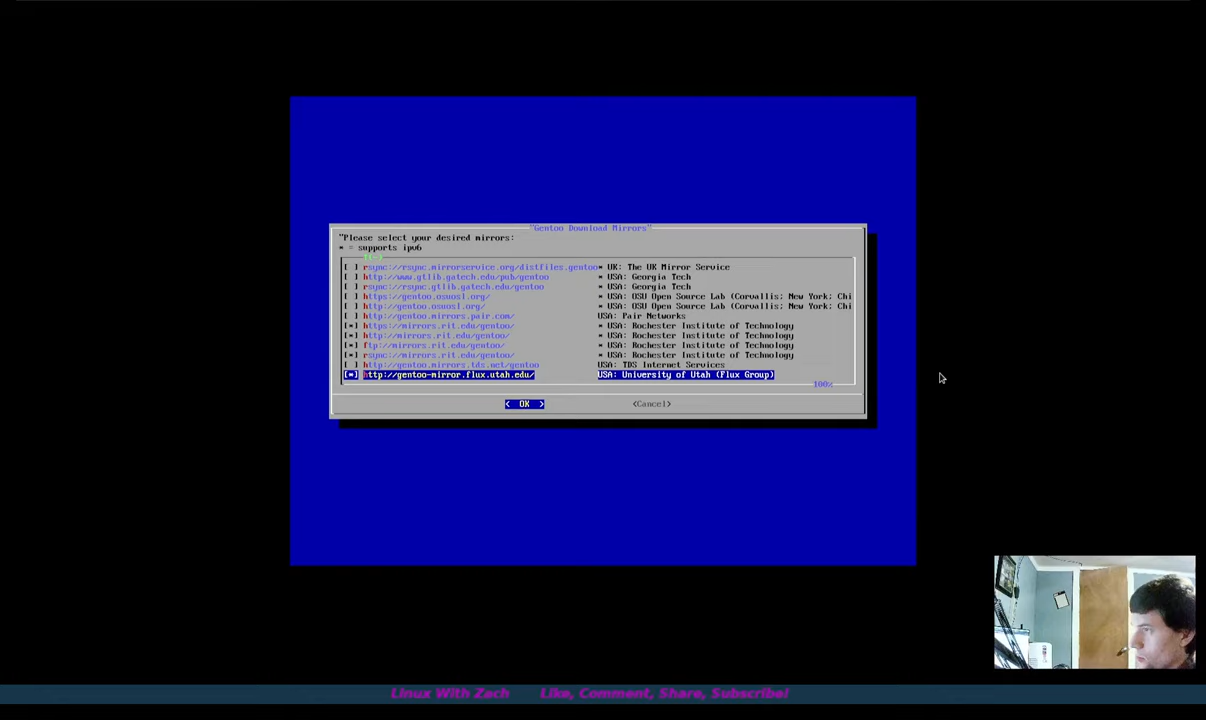 "Gentoo Download Mirrors"
"Please select your desired mirrors:
* = supports ipv6
↑(-)
[ ] rsync://rsync.mirrorservice.org/distfiles.gentoo* UK: The UK Mirror Service
[ ] http://www.gtlib.gatech.edu/pub/gentoo * USA: Georgia Tech
[ ] rsync://rsync.gtlib.gatech.edu/gentoo * USA: Georgia Tech
[ ] https://gentoo.osuosl.org/ * USA: OSU Open Source Lab (Corvallis; New York; Chi
[ ] http://gentoo.osuosl.org/ * USA: OSU Open Source Lab (Corvallis; New York; Chi
[ ] http://gentoo.mirrors.pair.com/ USA: Pair Networks
[*] https://mirrors.rit.edu/gentoo/ * USA: Rochester Institute of Technology
[*] http://mirrors.rit.edu/gentoo/ * USA: Rochester Institute of Technology
[*] ftp://mirrors.rit.edu/gentoo/ * USA: Rochester Institute of Technology
[*] rsync://mirrors.rit.edu/gentoo/ * USA: Rochester Institute of Technology
[ ] http://gentoo.mirrors.tds.net/gentoo USA: TDS Internet Services
[*] http://gentoo-mirror.flux.utah.edu/ USA: University of Utah (Flux Group)
100%
< OK > <Cancel>
Linux With Zach Like, Comment, Share, Subscribe!